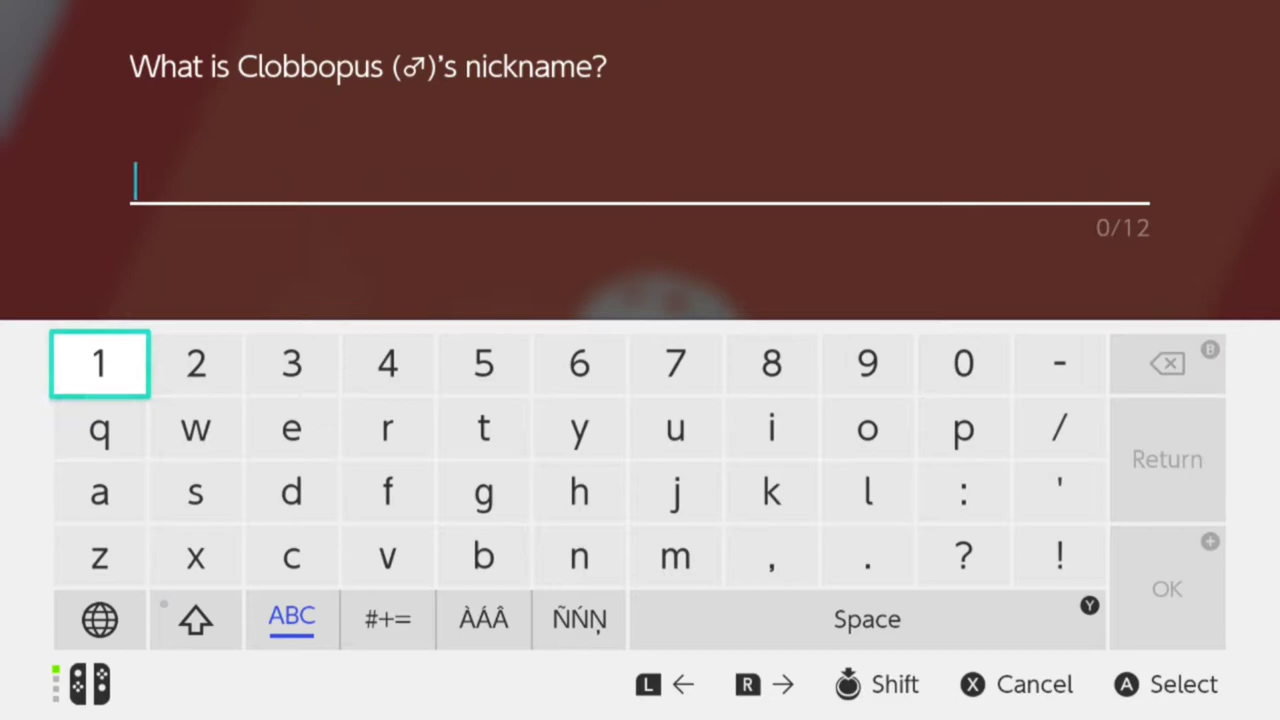 What is Clobbopus (♂)'s nickname?
0/12
1 2 3 4 5 6 7 8 9 0 - B
q w e r t y u i o p /
Return
a s d f g h j k l : '
z x c v b n m , . ? ! +
OK
ABC #+= ÀÁÂ ÑŃŅ Space Y
L ← R → Shift X Cancel A Select